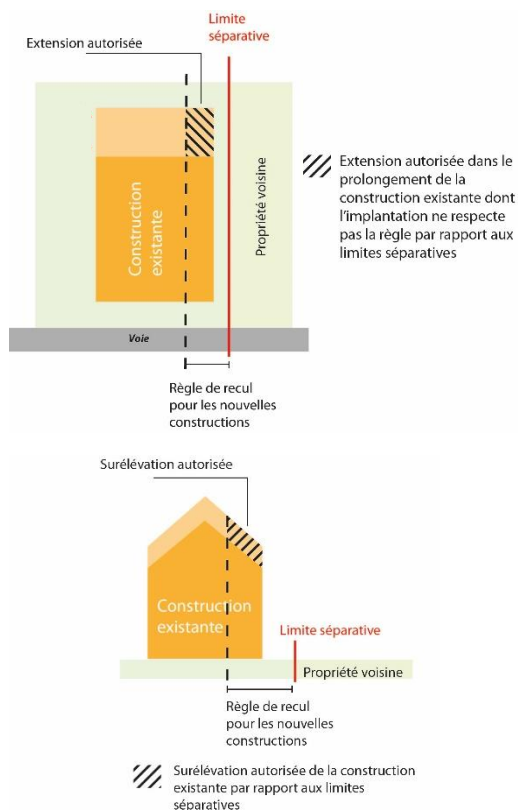 Limite
séparative
Extension autorisée
Construction
existante
Propriété voisine
Extension autorisée dans le
prolongement de la
construction existante dont
l'implantation ne respecte
pas la règle par rapport aux
limites séparatives
Voie
Règle de recul
pour les nouvelles
constructions
Surélévation autorisée
Construction
existante
Limite séparative
Propriété voisine
Règle de recul
pour les nouvelles
constructions
Surélévation autorisée de la construction
existante par rapport aux limites
séparatives